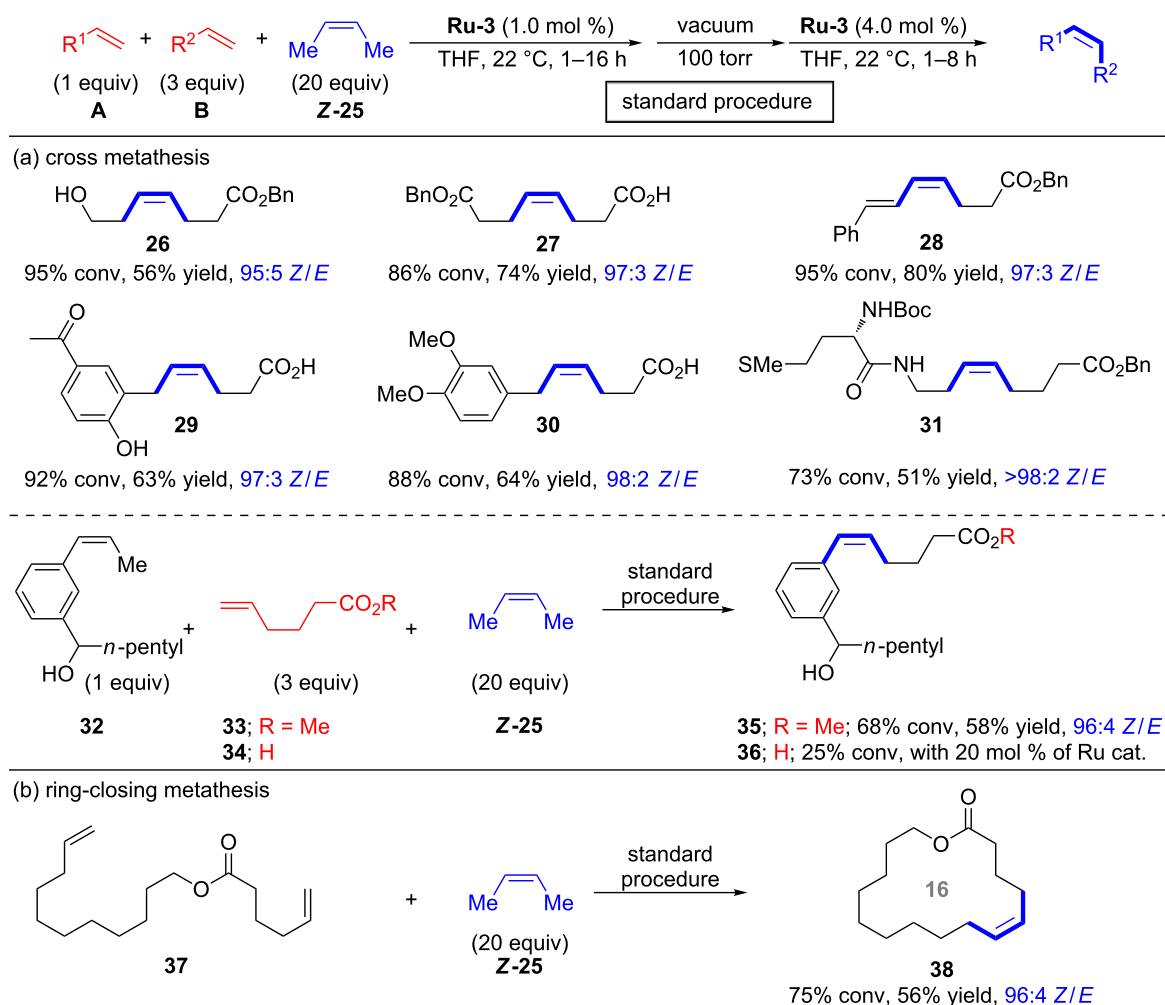 R1 + R2 + Me Me Ru-3 (1.0 mol %) vacuum Ru-3 (4.0 mol %) R1 R2
THF, 22 °C, 1–16 h 100 torr THF, 22 °C, 1–8 h
(1 equiv) (3 equiv) (20 equiv)
A B Z-25
standard procedure
(a) cross metathesis
HO CO2Bn
26
95% conv, 56% yield, 95:5 Z/E
BnO2C CO2H
27
86% conv, 74% yield, 97:3 Z/E
Ph CO2Bn
28
95% conv, 80% yield, 97:3 Z/E
O CO2H
OH
29
92% conv, 63% yield, 97:3 Z/E
MeO CO2H
MeO
30
88% conv, 64% yield, 98:2 Z/E
NHBoc
SMe NH CO2Bn
O
31
73% conv, 51% yield, >98:2 Z/E
Me
n-pentyl
HO
(1 equiv)
32
+
CO2R
(3 equiv)
33; R = Me
34; H
+
Me Me
(20 equiv)
Z-25
standard
procedure
CO2R
n-pentyl
HO
35; R = Me; 68% conv, 58% yield, 96:4 Z/E
36; H; 25% conv, with 20 mol % of Ru cat.
(b) ring-closing metathesis
O
O
37
+
Me Me
(20 equiv)
Z-25
standard
procedure
O
O
16
38
75% conv, 56% yield, 96:4 Z/E